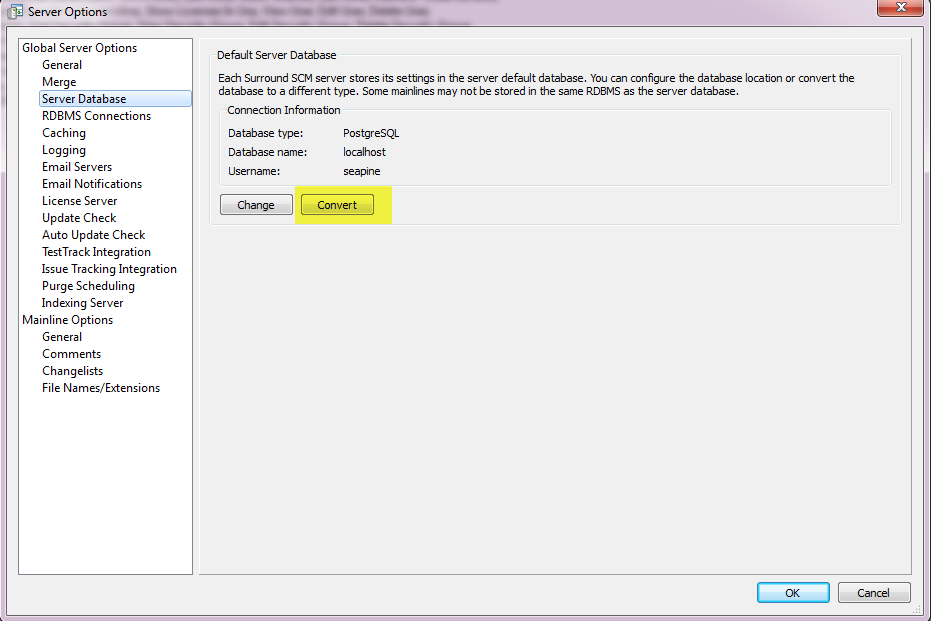 Server Options
Global Server Options
General
Merge
Server Database
RDBMS Connections
Caching
Logging
Email Servers
Email Notifications
License Server
Update Check
Auto Update Check
TestTrack Integration
Issue Tracking Integration
Purge Scheduling
Indexing Server
Mainline Options
General
Comments
Changelists
File Names/Extensions
Default Server Database
Each Surround SCM server stores its settings in the server default database. You can configure the database location or convert the
database to a different type. Some mainlines may not be stored in the same RDBMS as the server database.
Connection Information
Database type: PostgreSQL
Database name: localhost
Username: seapine
Change Convert
OK Cancel